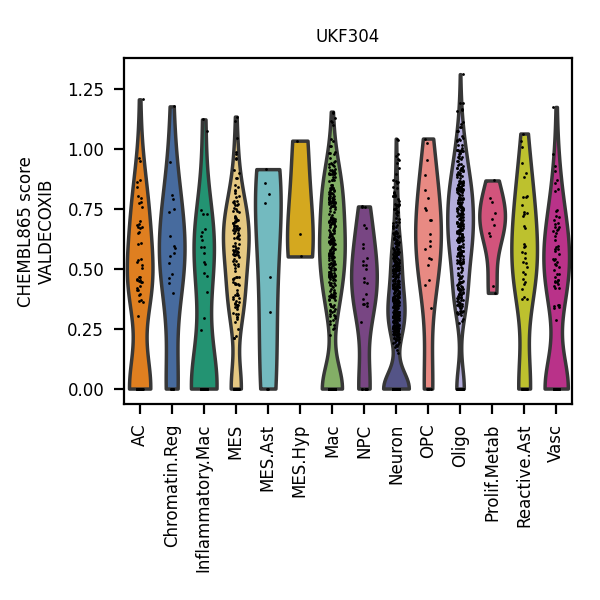 UKF304
CHEMBL865 score
VALDECOXIB
1.25
1.00
0.75
0.50
0.25
0.00
AC
Chromatin.Reg
Inflammatory.Mac
MES
MES.Ast
MES.Hyp
Mac
NPC
Neuron
OPC
Oligo
Prolif.Metab
Reactive.Ast
Vasc